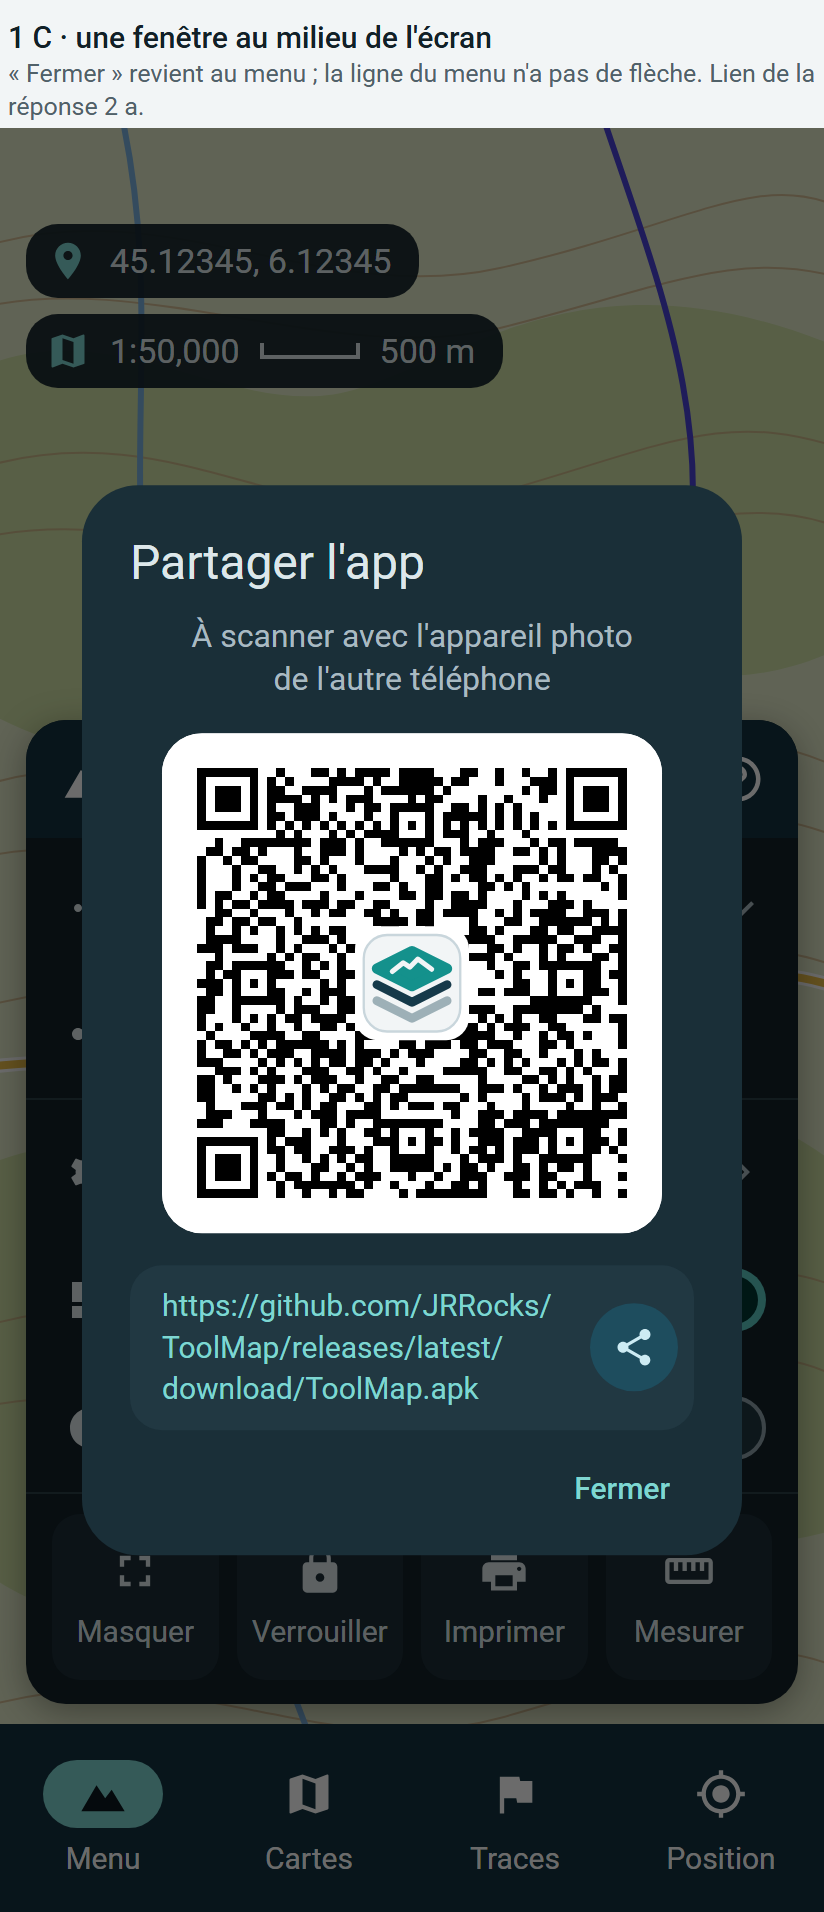 1 C · une fenêtre au milieu de l'écran
« Fermer » revient au menu ; la ligne du menu n'a pas de flèche. Lien de la
réponse 2 a.
45.12345, 6.12345
1:50,000 500 m
Partager l'app
À scanner avec l'appareil photo
de l'autre téléphone
https://github.com/JRRocks/
ToolMap/releases/latest/
download/ToolMap.apk
Fermer
Masquer Verrouiller Imprimer Mesurer
Menu Cartes Traces Position